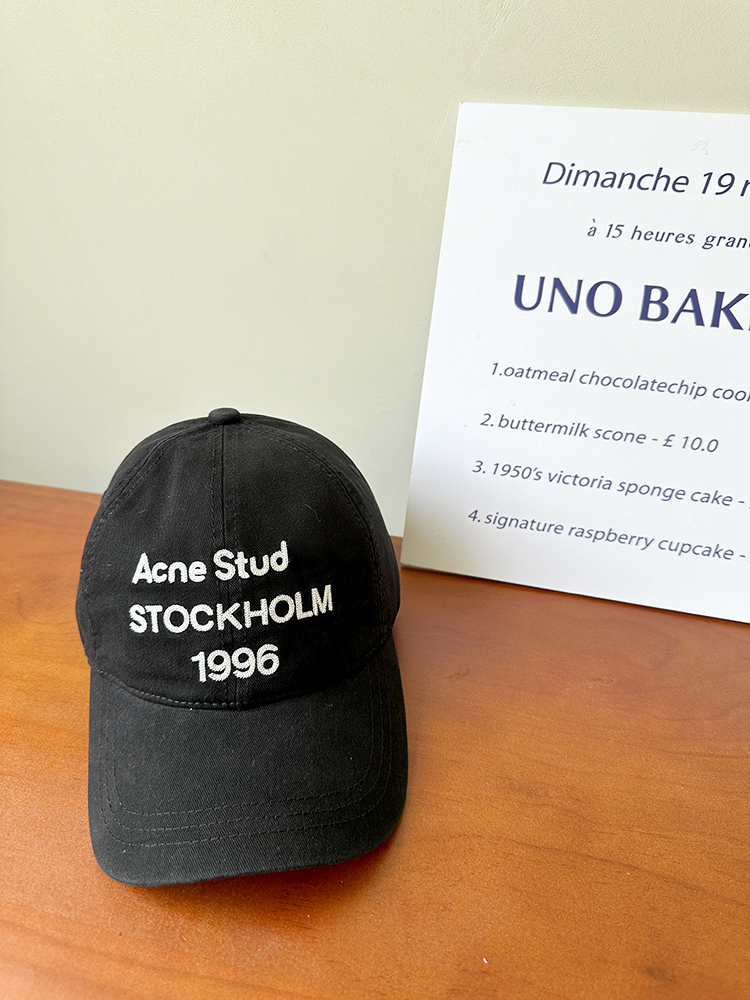 Acne Stud
STOCKHOLM
1996
Dimanche 19
à 15 heures
UNO
1.oatmeal chocolatechip
2. buttermilk scone - £ 10.0
3. 1950's victoria sponge cake -
4. signature raspberry cupcake -